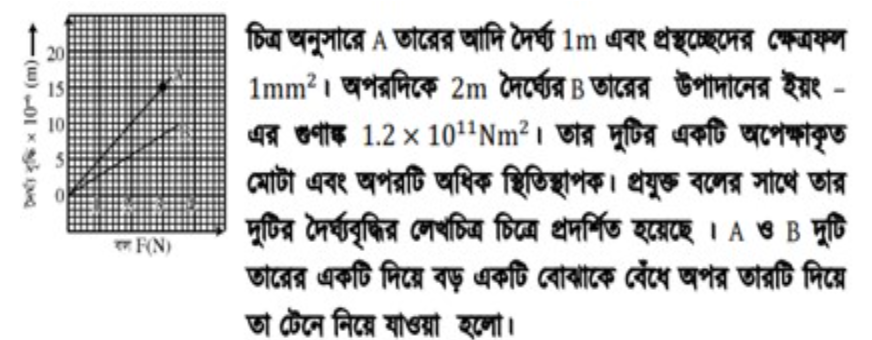 চিত্র অনুসারে A তারের আদি দৈর্ঘ্য 1m এবং প্রস্থচ্ছেদের ক্ষেত্রফল
1mm²। অপরদিকে 2m দৈর্ঘ্যের B তারের উপাদানের ইয়ং –
এর গুণাঙ্ক 1.2 × 10¹¹Nm²। তার দুটির একটি অপেক্ষাকৃত
মোটা এবং অপরটি অধিক স্থিতিস্থাপক। প্রযুক্ত বলের সাথে তার
দুটির দৈর্ঘ্যবৃদ্ধির লেখচিত্র চিত্রে প্রদর্শিত হয়েছে । A ও B দুটি
তারের একটি দিয়ে বড় একটি বোঝাকে বেঁধে অপর তারটি দিয়ে
তা টেনে নিয়ে যাওয়া হলো।
দৈর্ঘ্য বৃদ্ধি × 10⁻⁶ (m)
20
15
10
5
0
বল F(N)